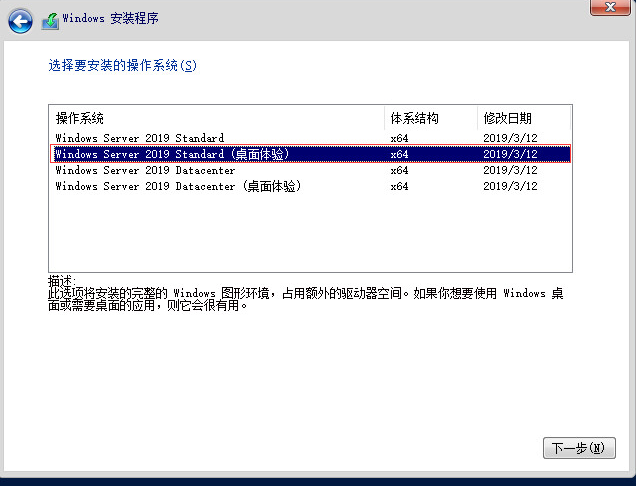 Windows 安装程序
选择要安装的操作系统(S)
操作系统 体系结构 修改日期
Windows Server 2019 Standard x64 2019/3/12
Windows Server 2019 Standard (桌面体验) x64 2019/3/12
Windows Server 2019 Datacenter x64 2019/3/12
Windows Server 2019 Datacenter (桌面体验) x64 2019/3/12
描述:
此选项将安装的完整的 Windows 图形环境，占用额外的驱动器空间。如果你想要使用 Windows 桌
面或需要桌面的应用，则它会很有用。
下一步(N)